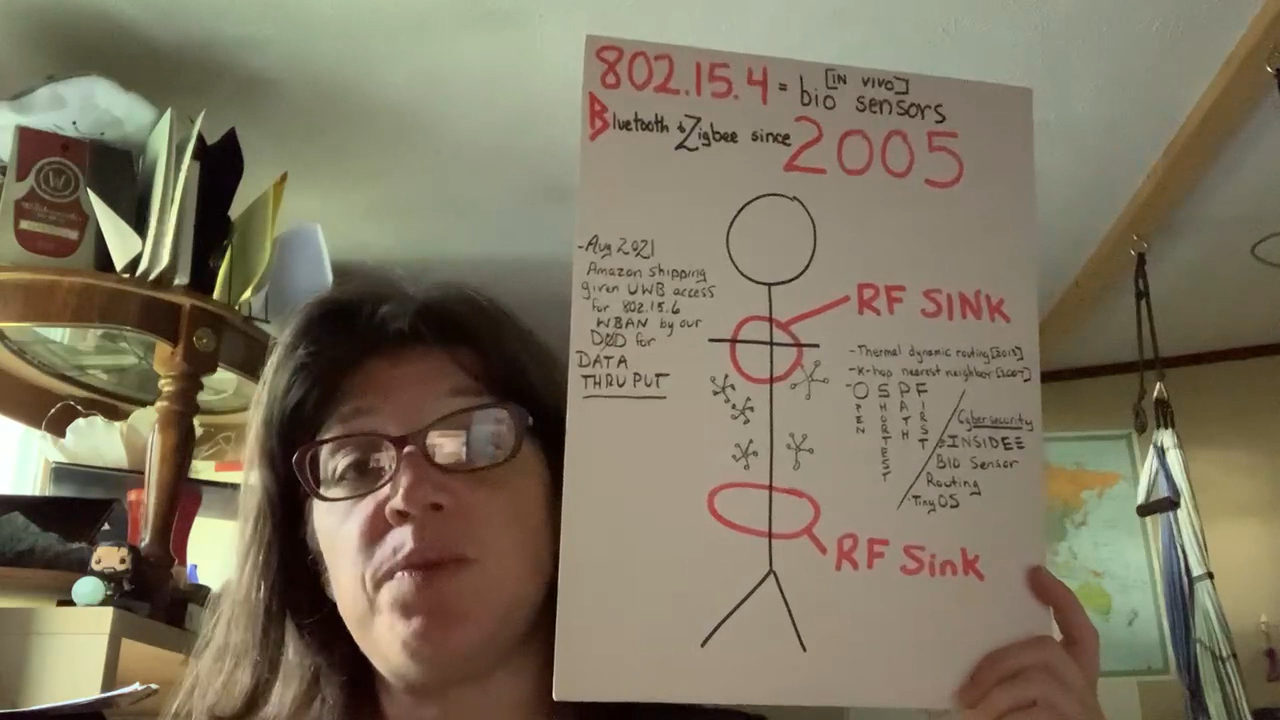 802.15.4 = bio sensors
[IN VIVO]
Bluetooth & Zigbee since 2005
-Aug 2021
Amazon shipping
given UWB access
for 802.15.6
WBAN by our
DOD for
DATA
THRU PUT
RF SINK
-Thermal dynamic routing [2013]
-K-hop nearest neighbor [2007]
-OPEN SHORTEST PATH FIRST
Cybersecurity
INSIDEE
BIO Sensor
Routing
TinyOS
RF Sink
W